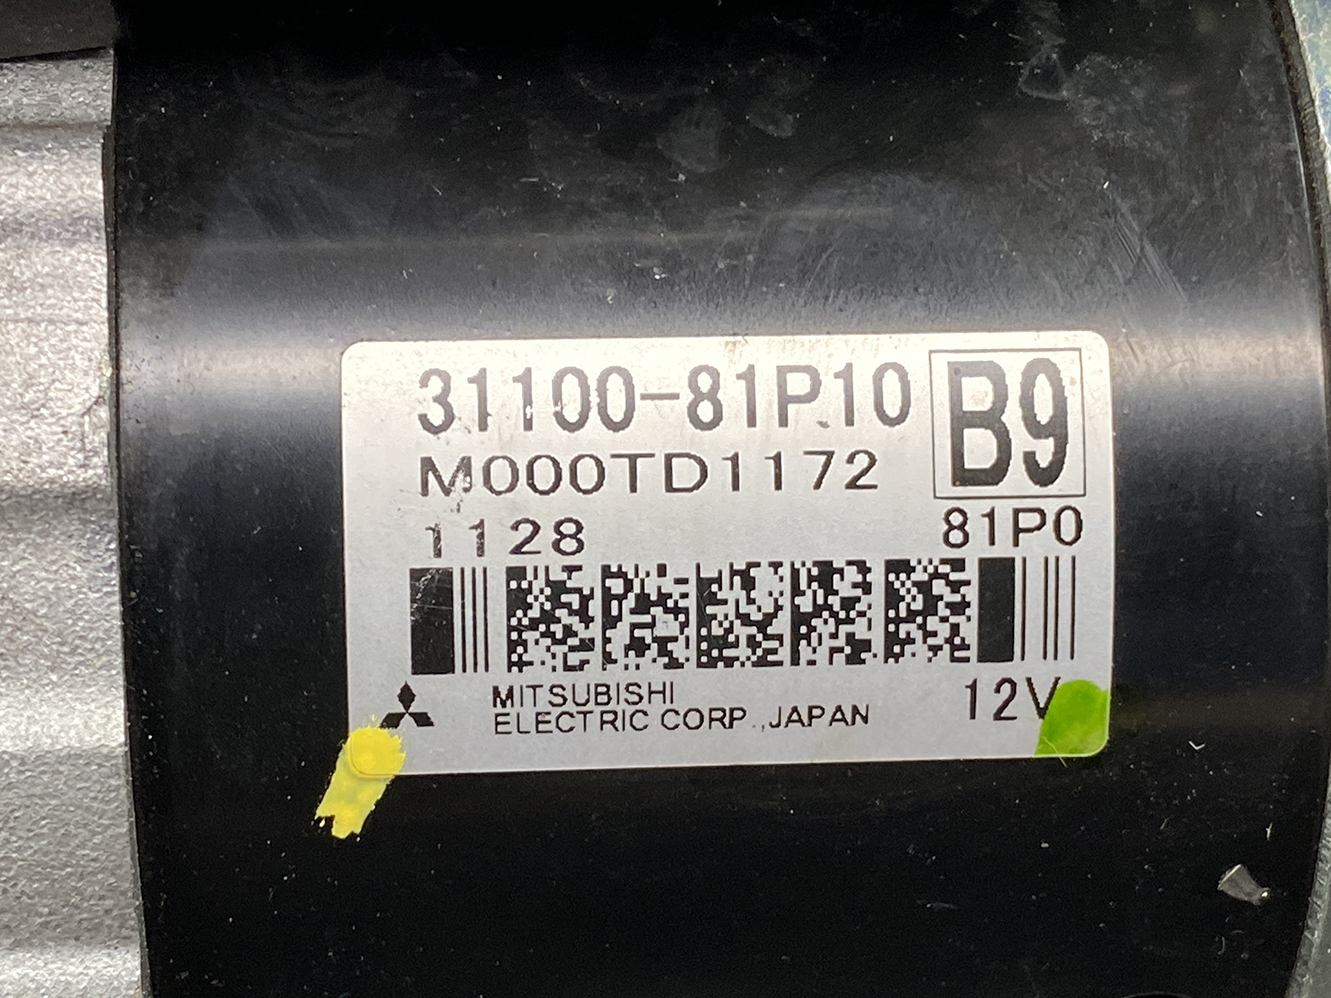 31100-81P10 B9
M000TD1172
1128 81P0
MITSUBISHI
ELECTRIC CORP.,JAPAN 12V